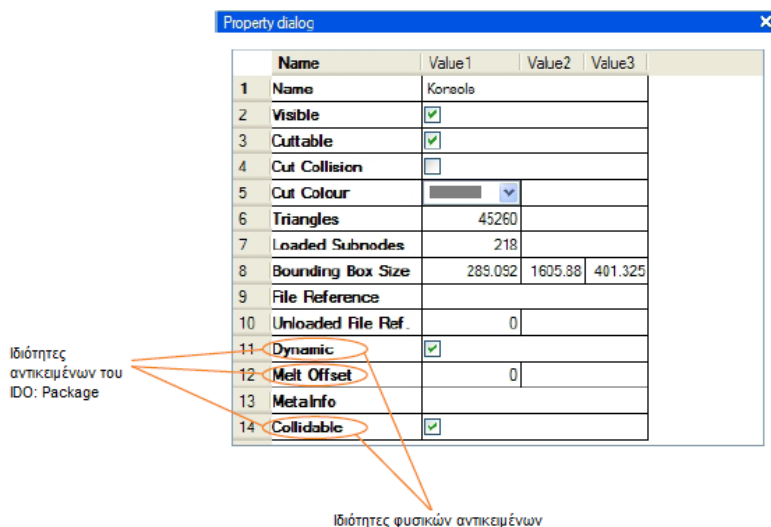 Property dialog
Name Value1 Value2 Value3
1 Name Konsole
2 Visible
3 Cuttable
4 Cut Collision
5 Cut Colour
6 Triangles 45260
7 Loaded Subnodes 218
8 Bounding Box Size 289.092 1605.88 401.325
9 File Reference
10 Unloaded File Ref.
0
11 Dynamic
12 Melt Offset 0
13 MetaInfo
14 Collidable
Ιδιότητες
αντικειμένων του
IDO: Package
Ιδιότητες φυσικών αντικειμένων